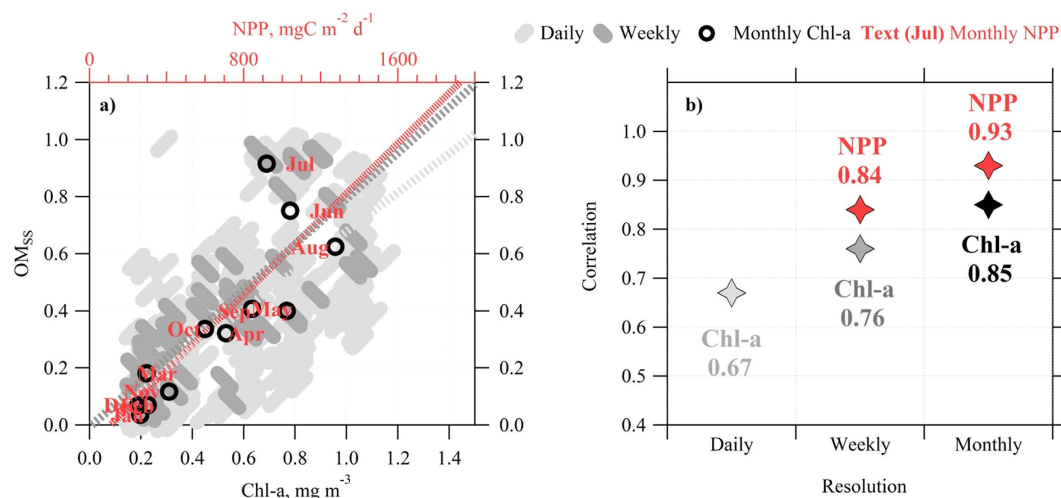 NPP, mgC m⁻² d⁻¹
Daily Weekly Monthly Chl-a Text (Jul) Monthly NPP
0 800 1600
1.2 1.2
a)
1.0 1.0
Jul
0.8 0.8
Jun
Aug
0.6 0.6
OMSS
0.4 0.4
Sep May
Oct Apr
0.2 0.2
Mar
Nov
0.0 0.0
0.0 0.2 0.4 0.6 0.8 1.0 1.2 1.4
Chl-a, mg m⁻³
b)
NPP
0.93
NPP
0.84
Chl-a
0.85
Chl-a
0.76
Chl-a
0.67
1.0
0.9
0.8
0.7
0.6
0.5
0.4
Correlation
Daily Weekly Monthly
Resolution